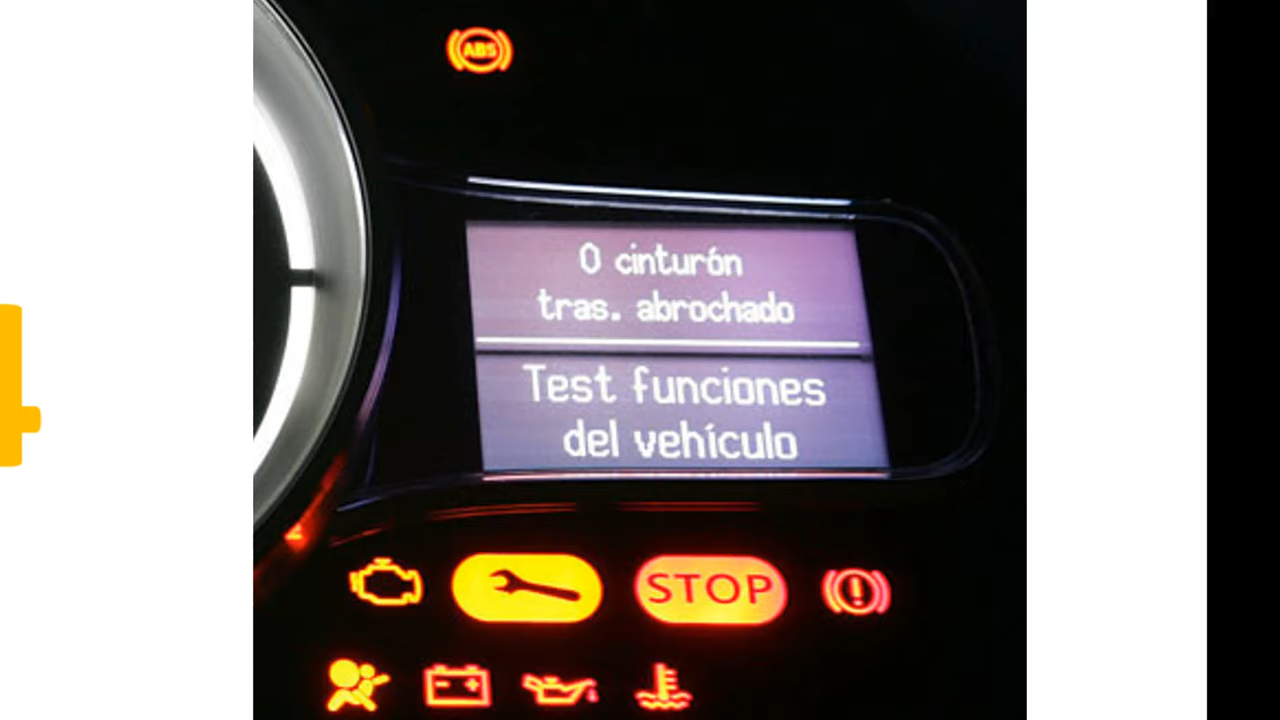 ABS
0 cinturón
tras. abrochado
Test funciones
del vehículo
STOP